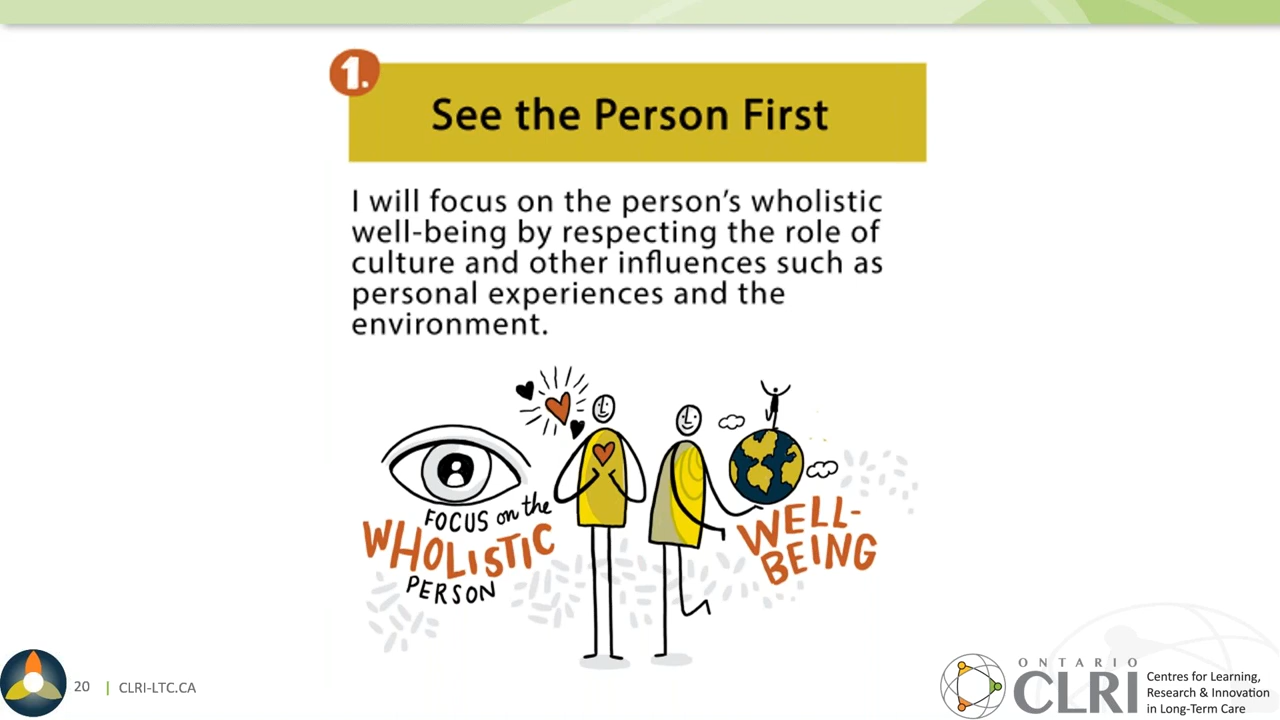 1.
See the Person First
I will focus on the person's wholistic
well-being by respecting the role of
culture and other influences such as
personal experiences and the
environment.
FOCUS on the
WHOLISTIC
PERSON
WELL-
BEING
20 | CLRI-LTC.CA
ONTARIO
CLRI
Centres for Learning,
Research & Innovation
in Long-Term Care